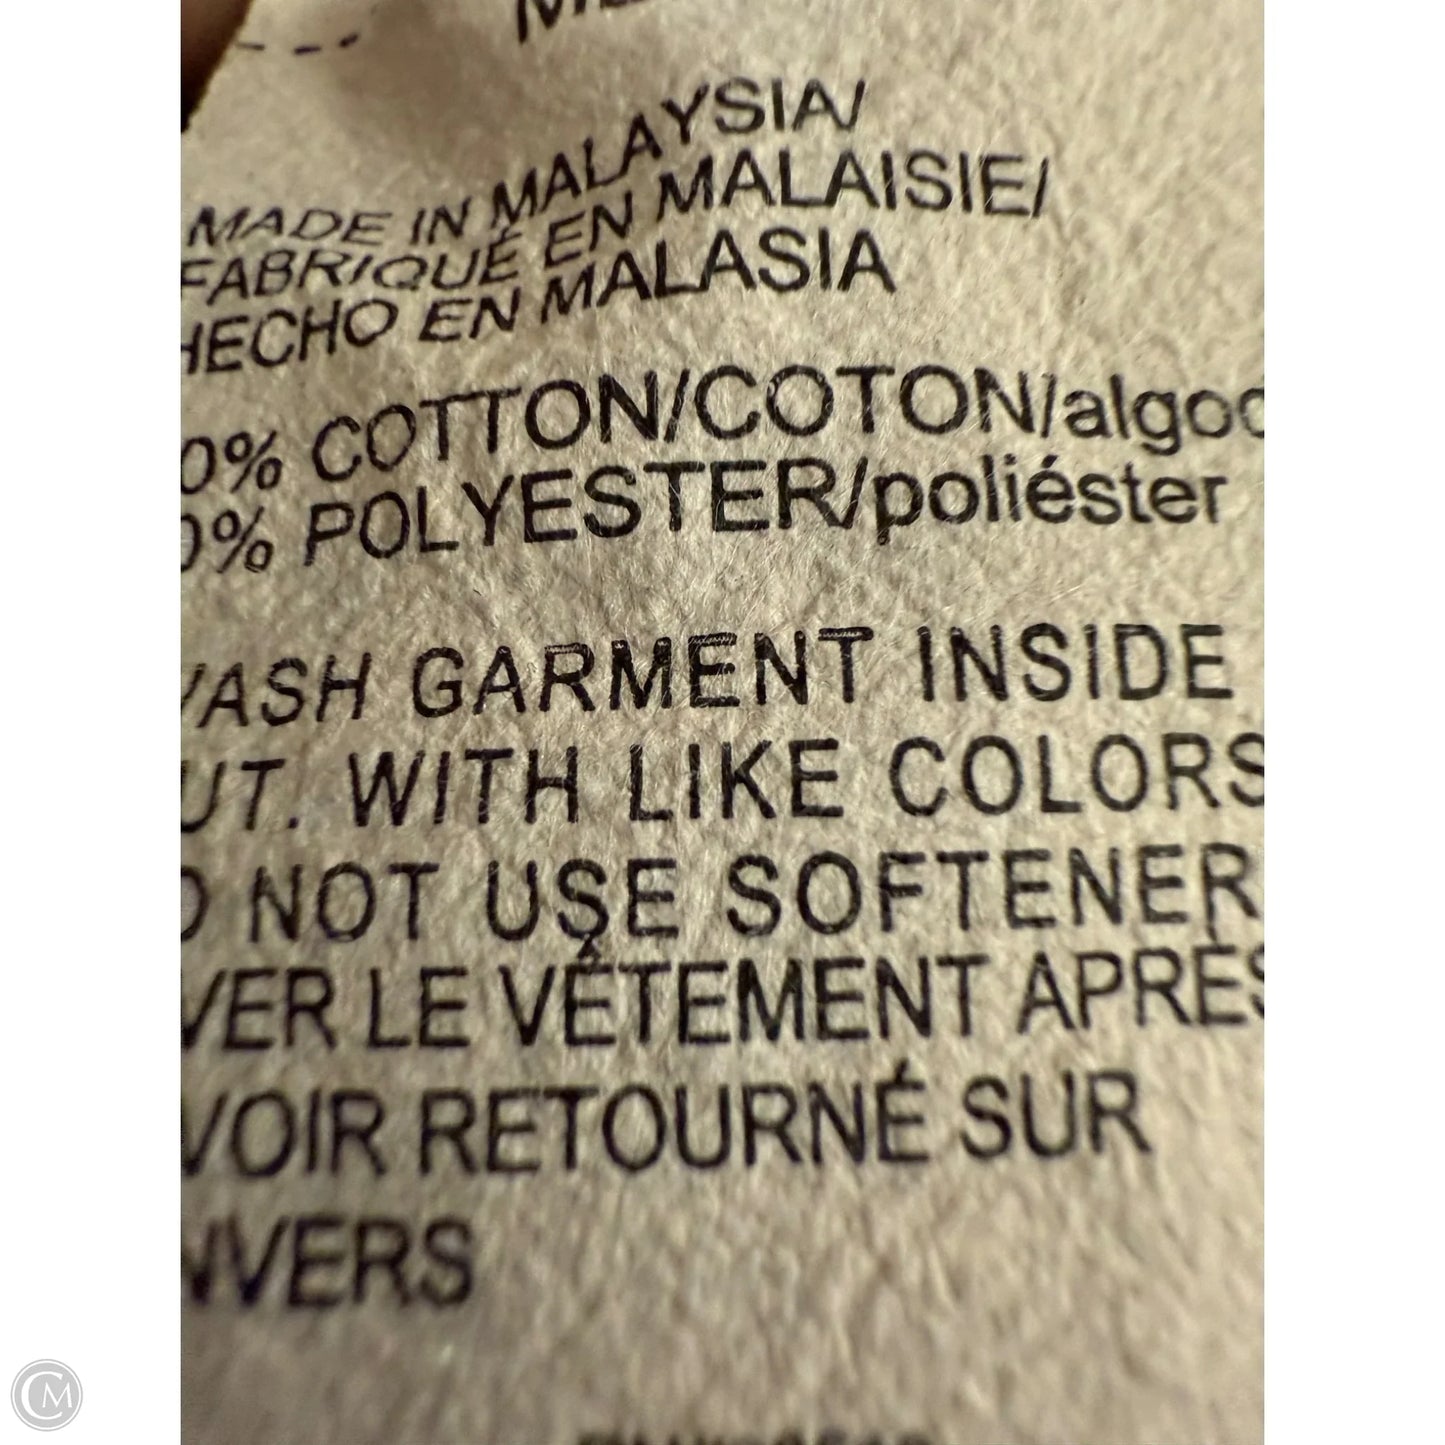 MADE IN MALAYSIA/
FABRIQUÉ EN MALAISIE/
HECHO EN MALASIA
0% COTTON/COTON/algod
0% POLYESTER/poliéster
WASH GARMENT INSIDE
UT. WITH LIKE COLORS
O NOT USE SOFTENER
VER LE VÊTEMENT APRÈS
VOIR RETOURNÉ SUR
NVERS
CM